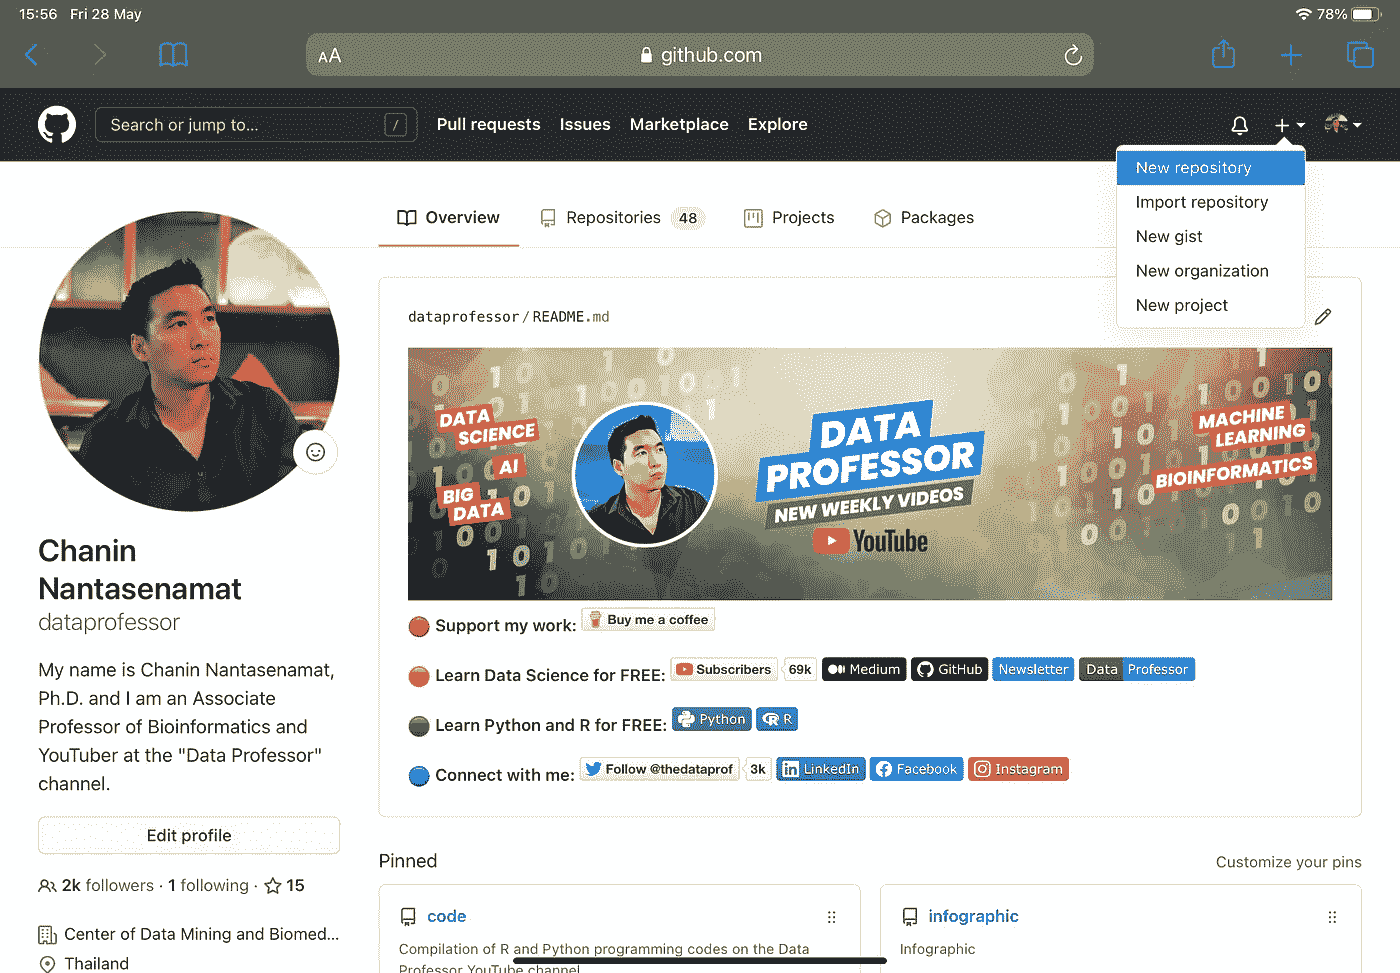 15:56 Fri 28 May
78%
AA
github.com
Search or jump to...
/
Pull requests
Issues
Marketplace
Explore
New repository
Import repository
New gist
New organization
New project
Overview
Repositories 48
Projects
Packages
dataprofessor/README.md
DATA
SCIENCE
AI
BIG
DATA
DATA
PROFESSOR
NEW WEEKLY VIDEOS
YouTube
MACHINE
LEARNING
BIOINFORMATICS
Chanin
Nantasenamat
dataprofessor
My name is Chanin Nantasenamat,
Ph.D. and I am an Associate
Professor of Bioinformatics and
YouTuber at the "Data Professor"
channel.
Edit profile
2k followers · 1 following · 15
Center of Data Mining and Biomed...
Thailand
Support my work: Buy me a coffee
Learn Data Science for FREE: Subscribers 69k Medium GitHub Newsletter Data Professor
Learn Python and R for FREE: Python R
Connect with me: Follow @thedataprof 3k LinkedIn Facebook Instagram
Pinned
Customize your pins
code
Compilation of R and Python programming codes on the Data
Professor YouTube channel
infographic
Infographic